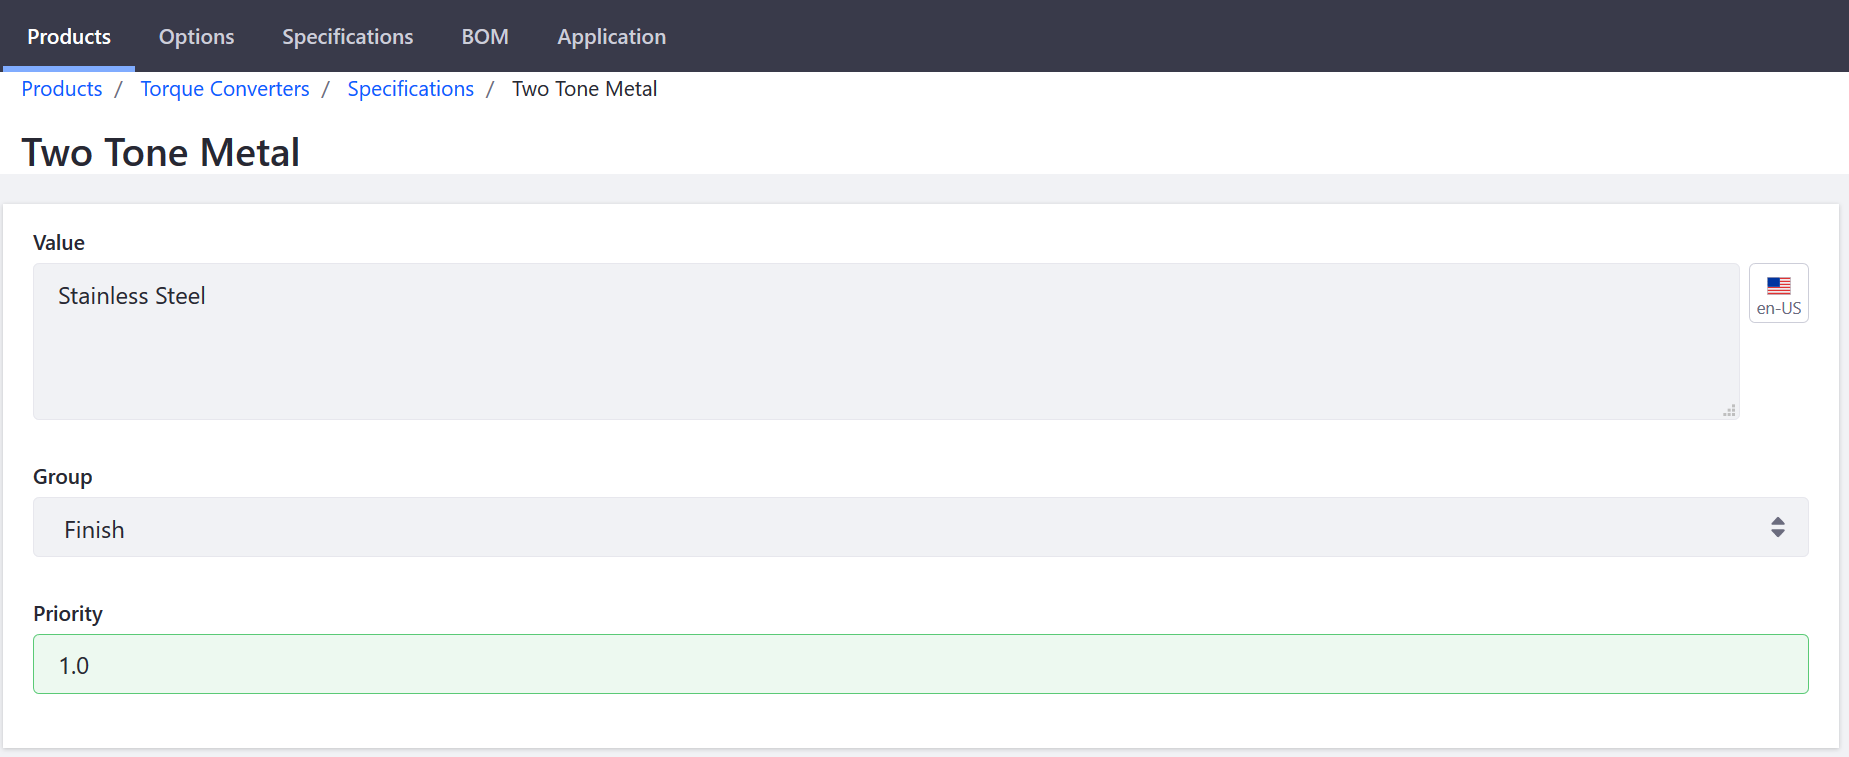 Products Options Specifications BOM Application
Products / Torque Converters / Specifications / Two Tone Metal
Two Tone Metal
Value
Stainless Steel
en-US
Group
Finish
Priority
1.0